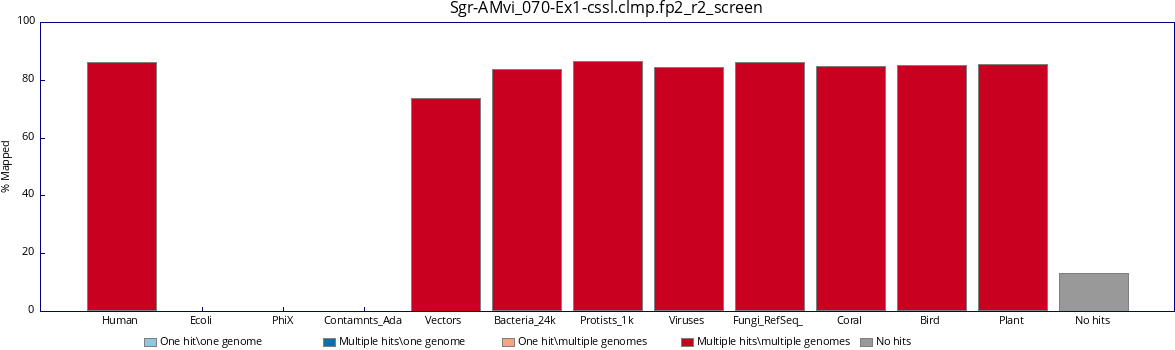 Sgr-AMvi_070-Ex1-cssl.clmp.fp2_r2_screen
100
80
60
40
20
0
% Mapped
Human Ecoli PhiX Contamnts_Ada Vectors Bacteria_24k Protists_1k Viruses Fungi_RefSeq_ Coral Bird Plant No hits
One hit\one genome Multiple hits\one genome One hit\multiple genomes Multiple hits\multiple genomes No hits